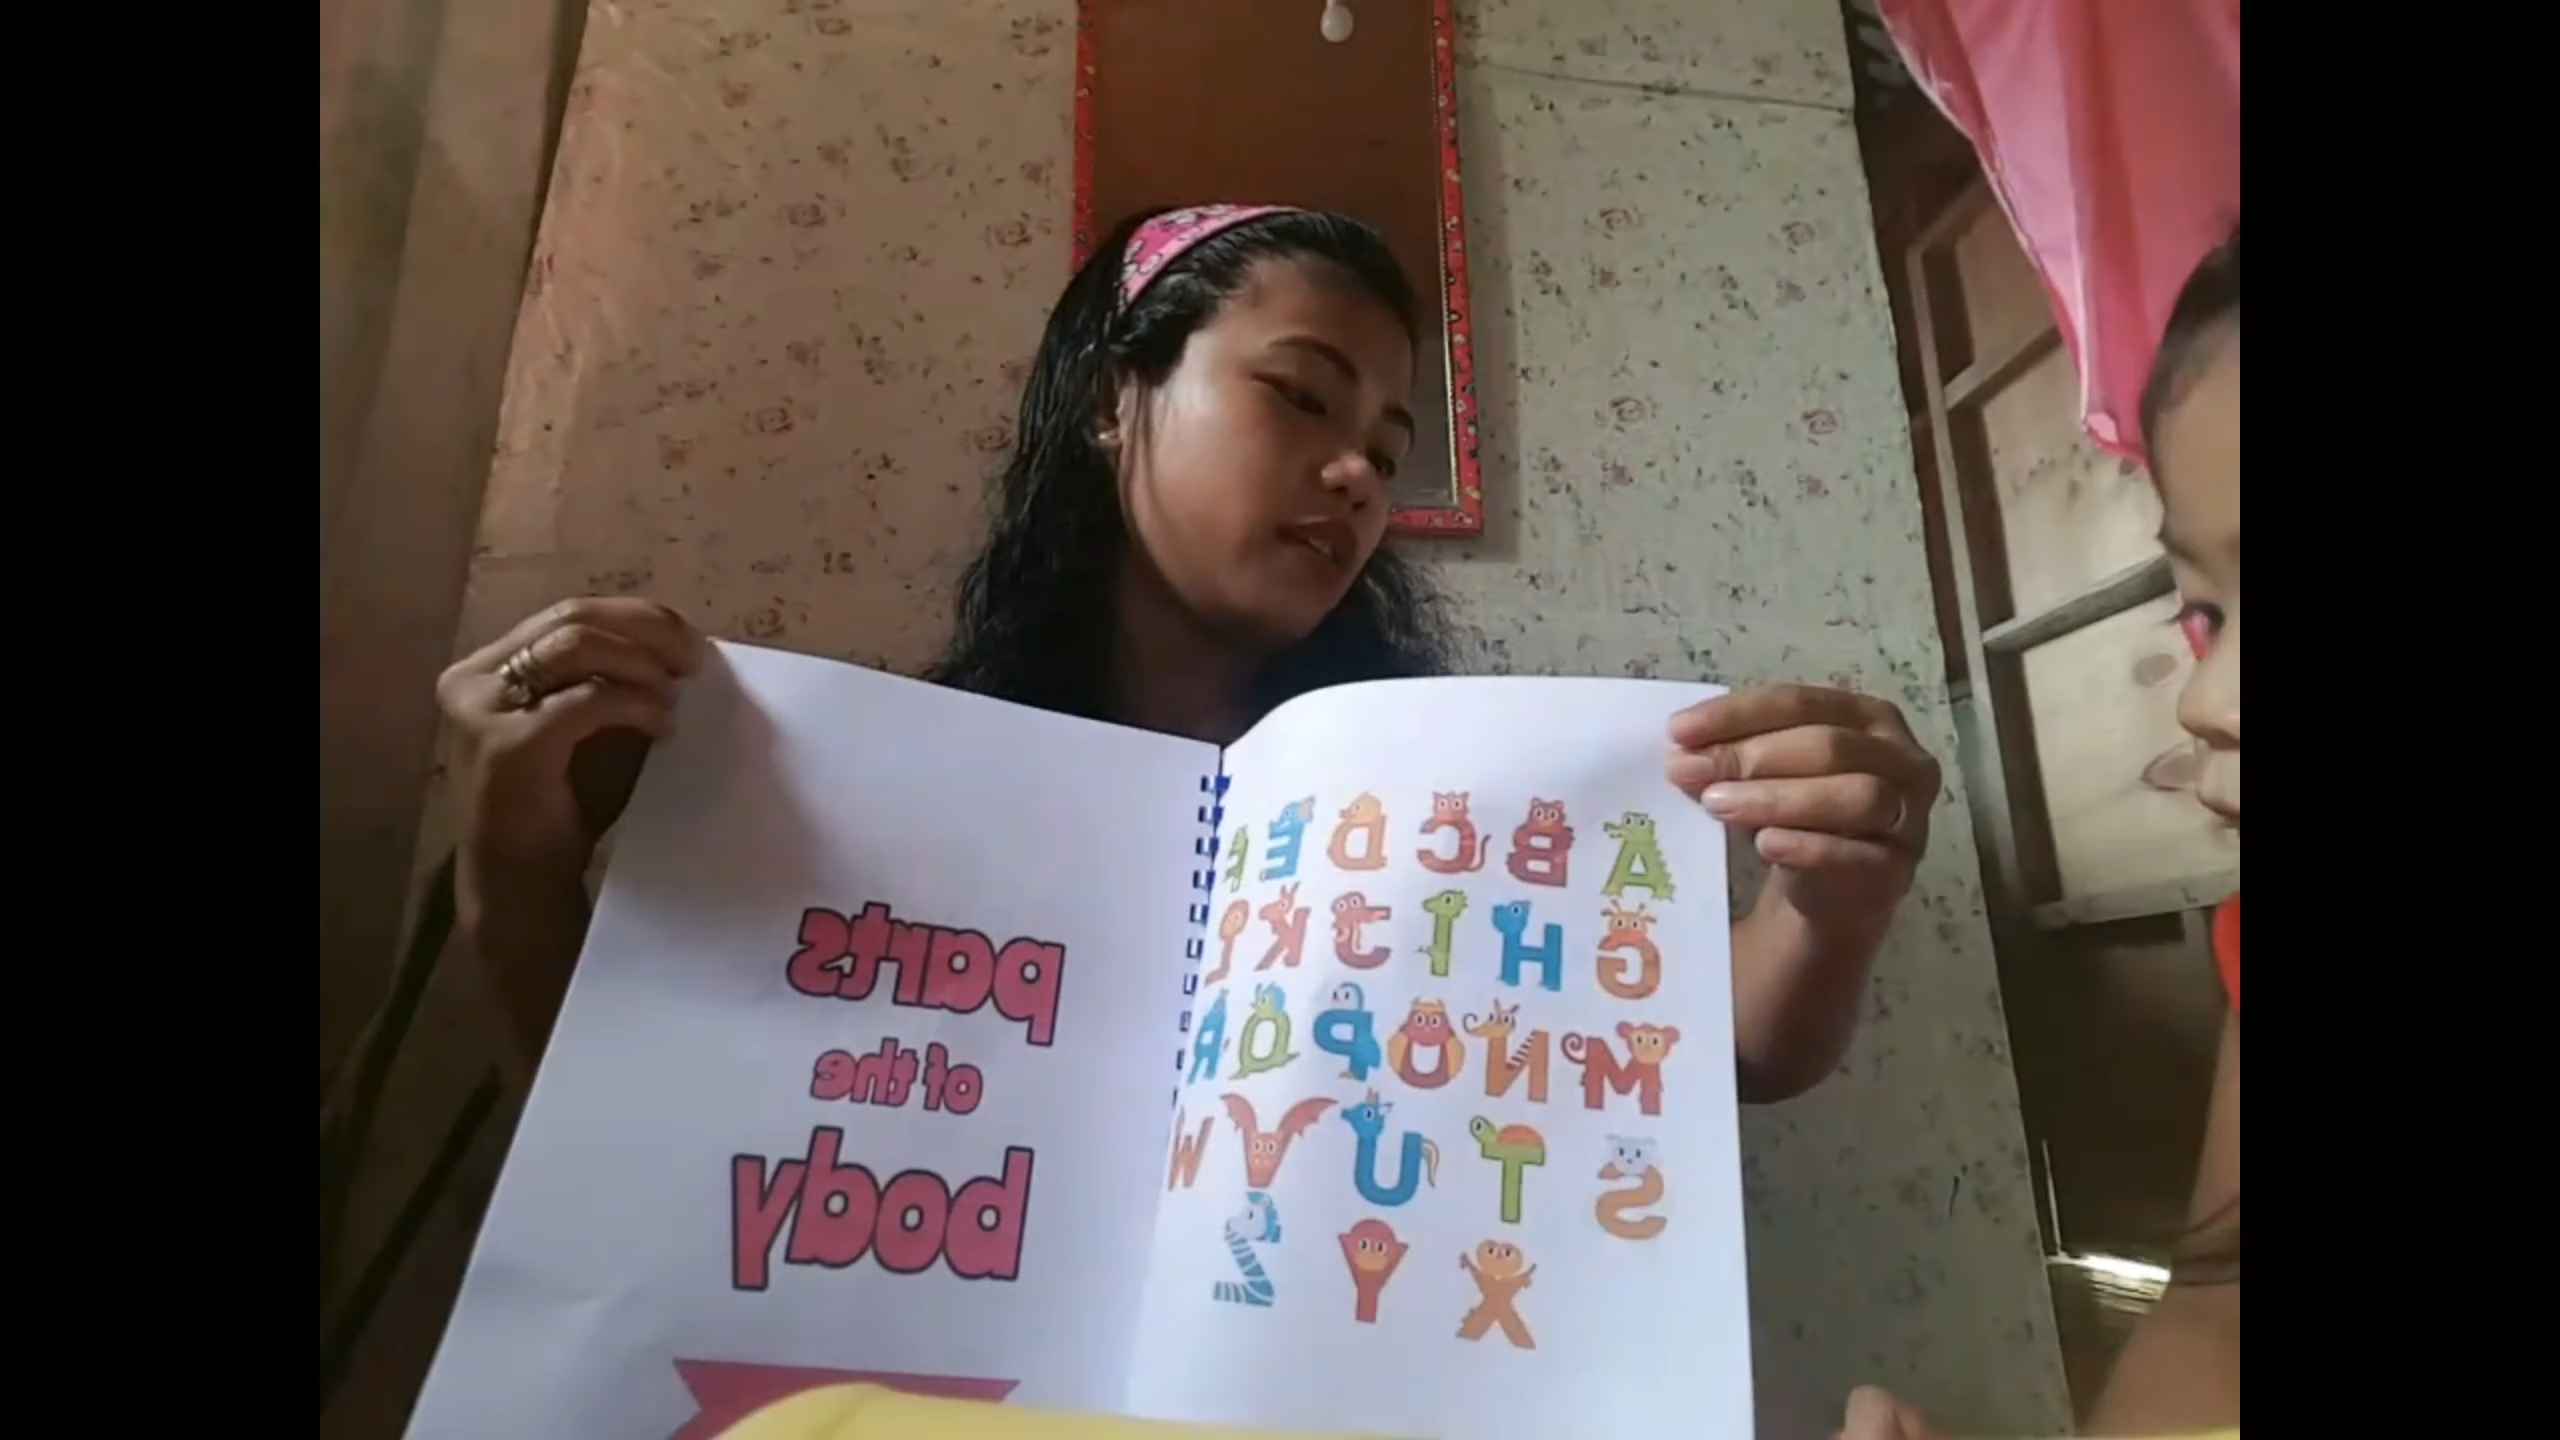 parts
of the
body
A B C D E F
G H I J K L
M N O P Q R
S T U V W
X Y Z